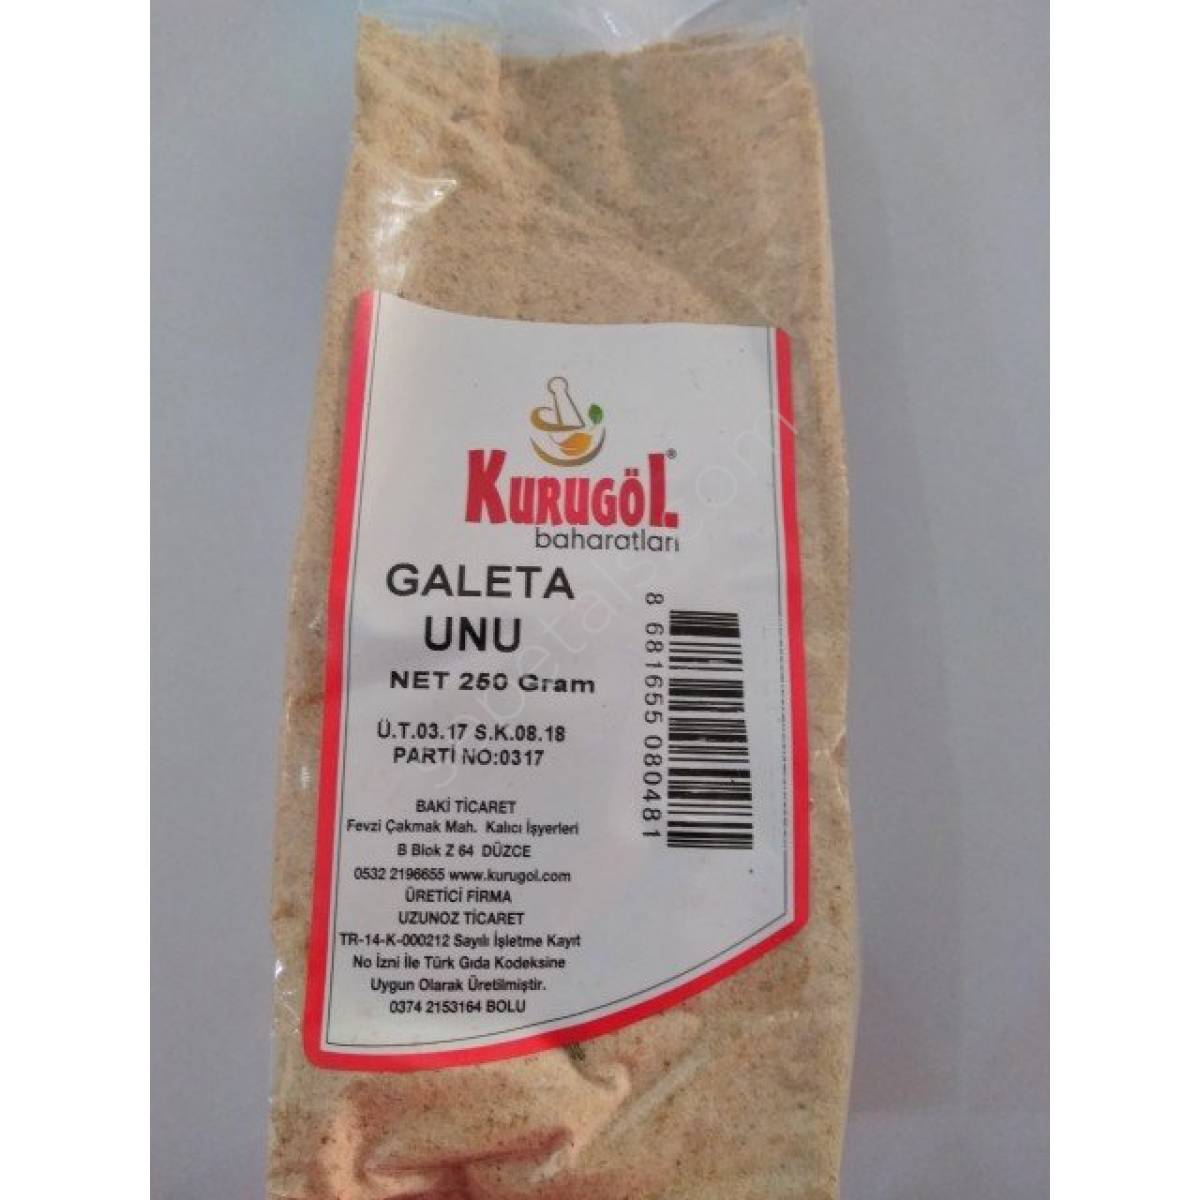 KURUGÖL®
baharatları
GALETA
UNU
NET 250 Gram
Ü.T.03.17 S.K.08.18
PARTİ NO:0317
8 681655 080481
BAKİ TİCARET
Fevzi Çakmak Mah. Kalıcı İşyerleri
B Blok Z 64 DÜZCE
0532 2196655 www.kurugol.com
ÜRETİCİ FİRMA
UZUNOZ TİCARET
TR-14-K-000212 Sayılı İşletme Kayıt
No İzni İle Türk Gıda Kodeksine
Uygun Olarak Üretilmiştir.
0374 2153164 BOLU